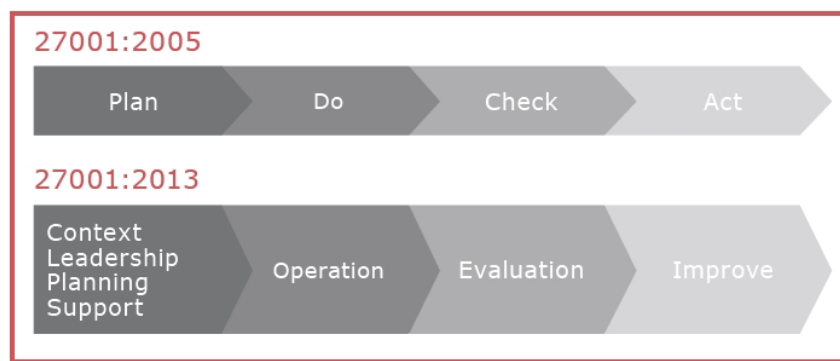 27001:2005
Plan
Do
Check
Act
27001:2013
Context
Leadership
Planning
Support
Operation
Evaluation
Improve